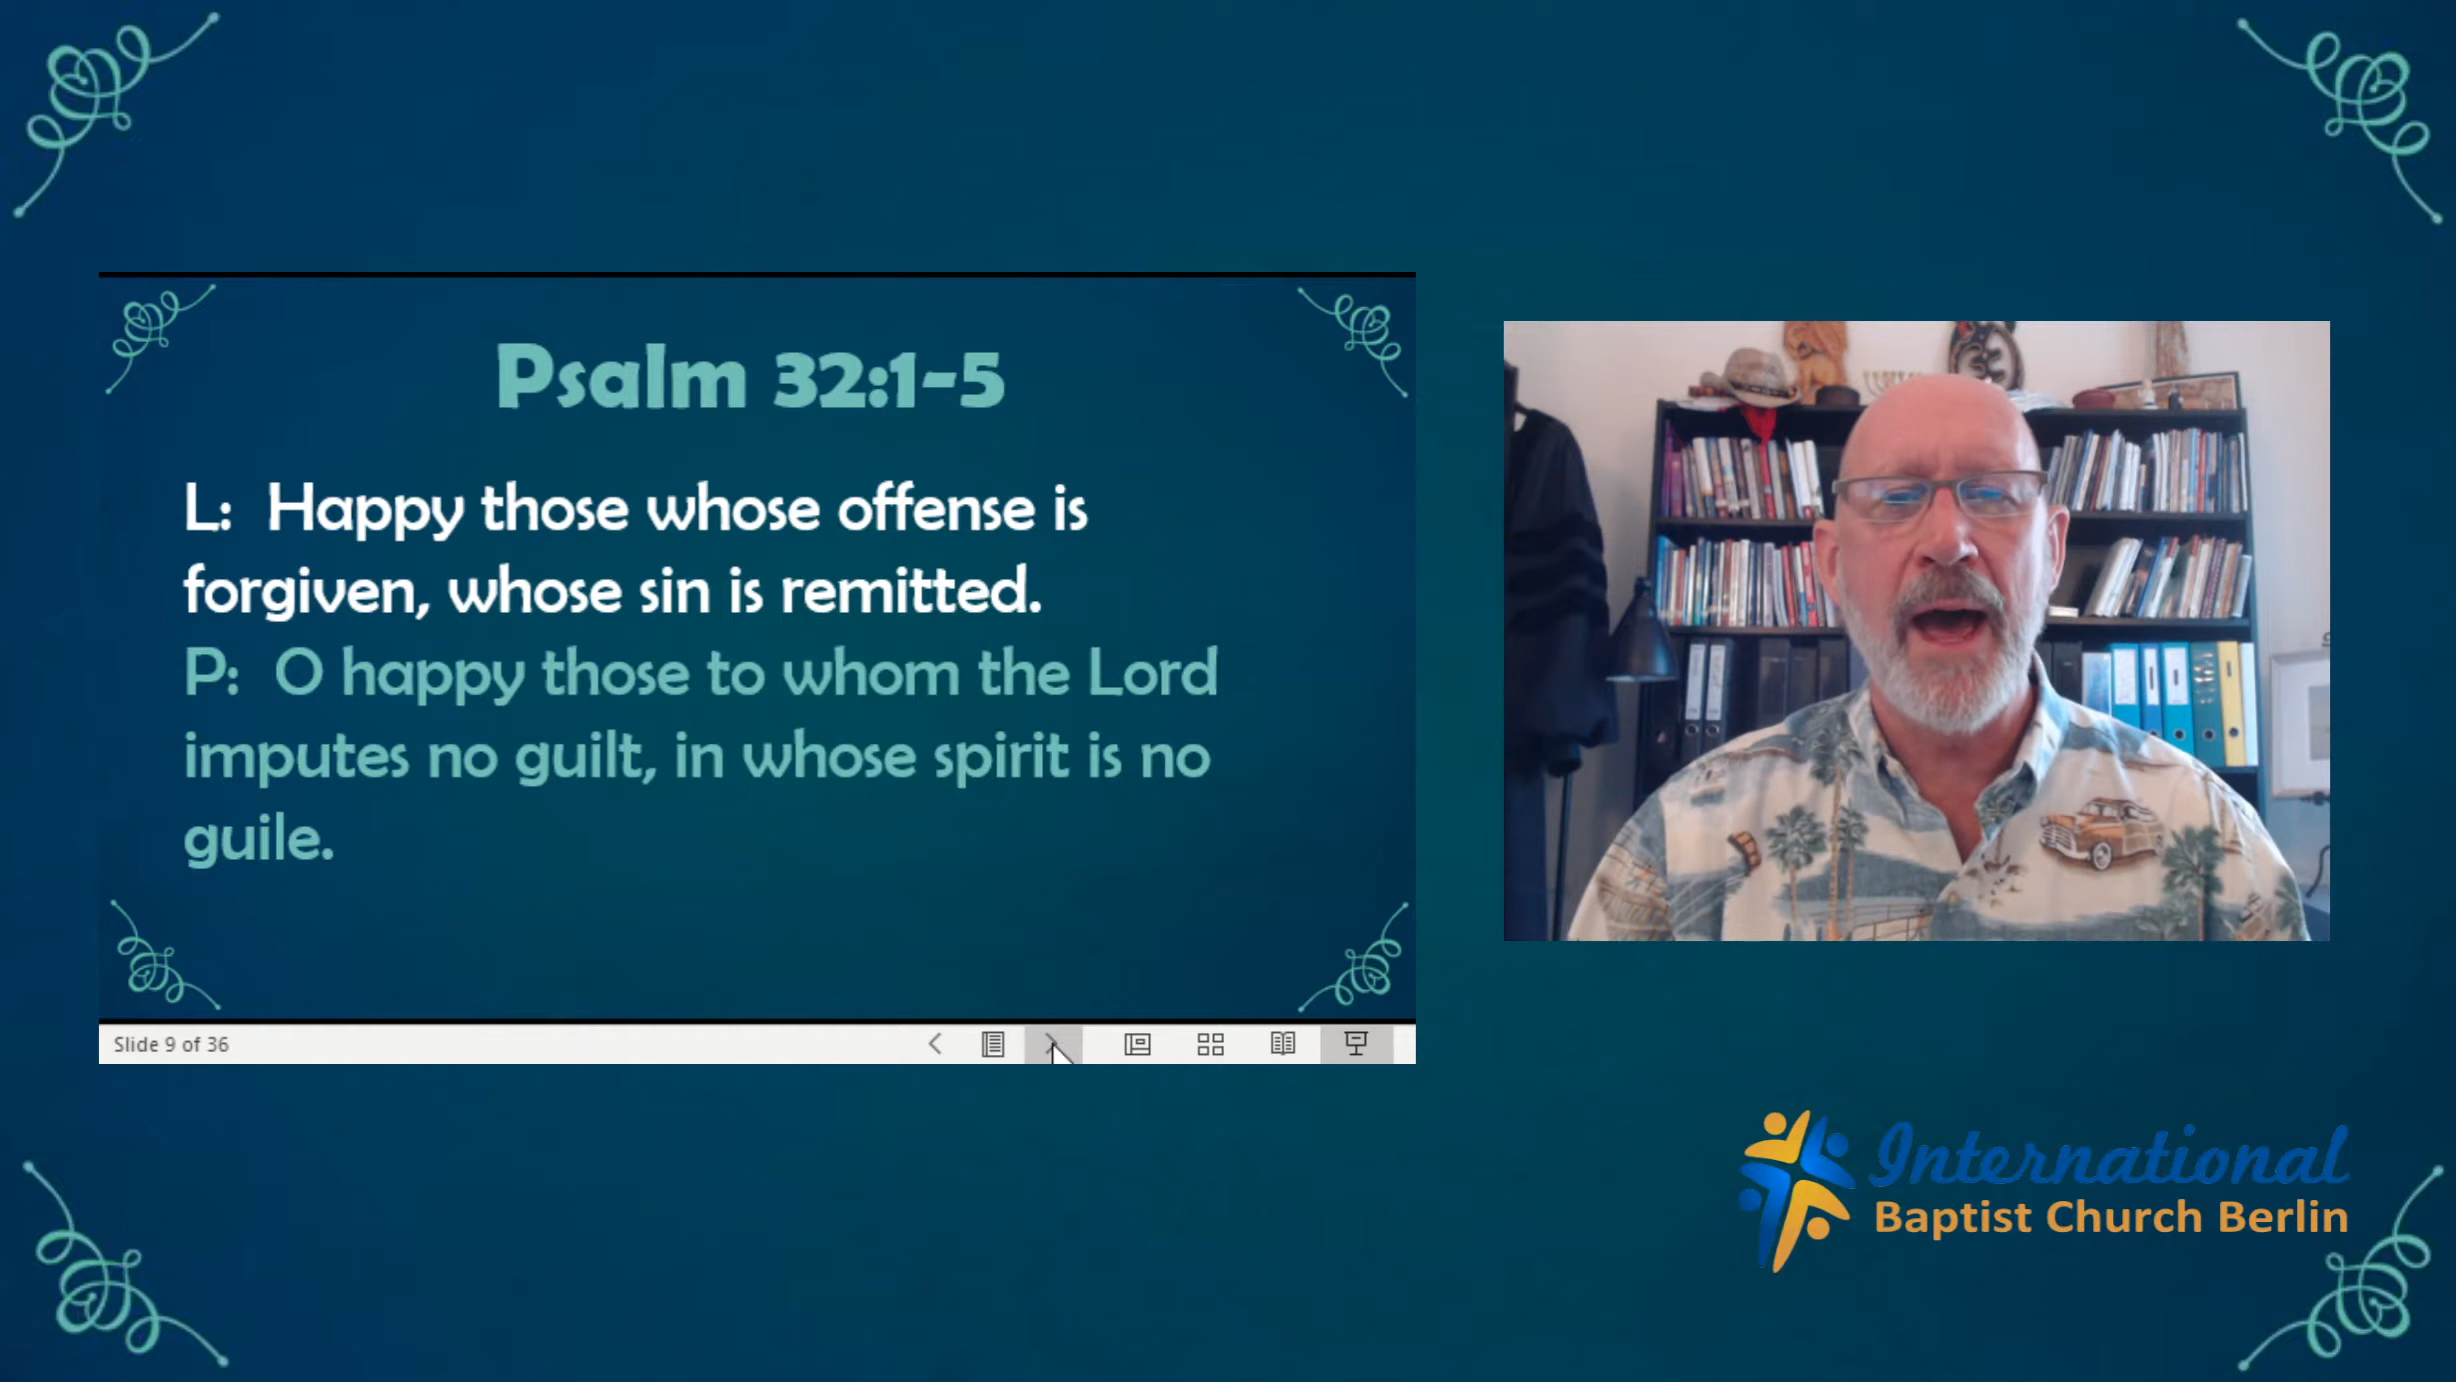 Psalm 32:1-5
L: Happy those whose offense is
forgiven, whose sin is remitted.
P: O happy those to whom the Lord
imputes no guilt, in whose spirit is no
guile.
Slide 9 of 36
International
Baptist Church Berlin